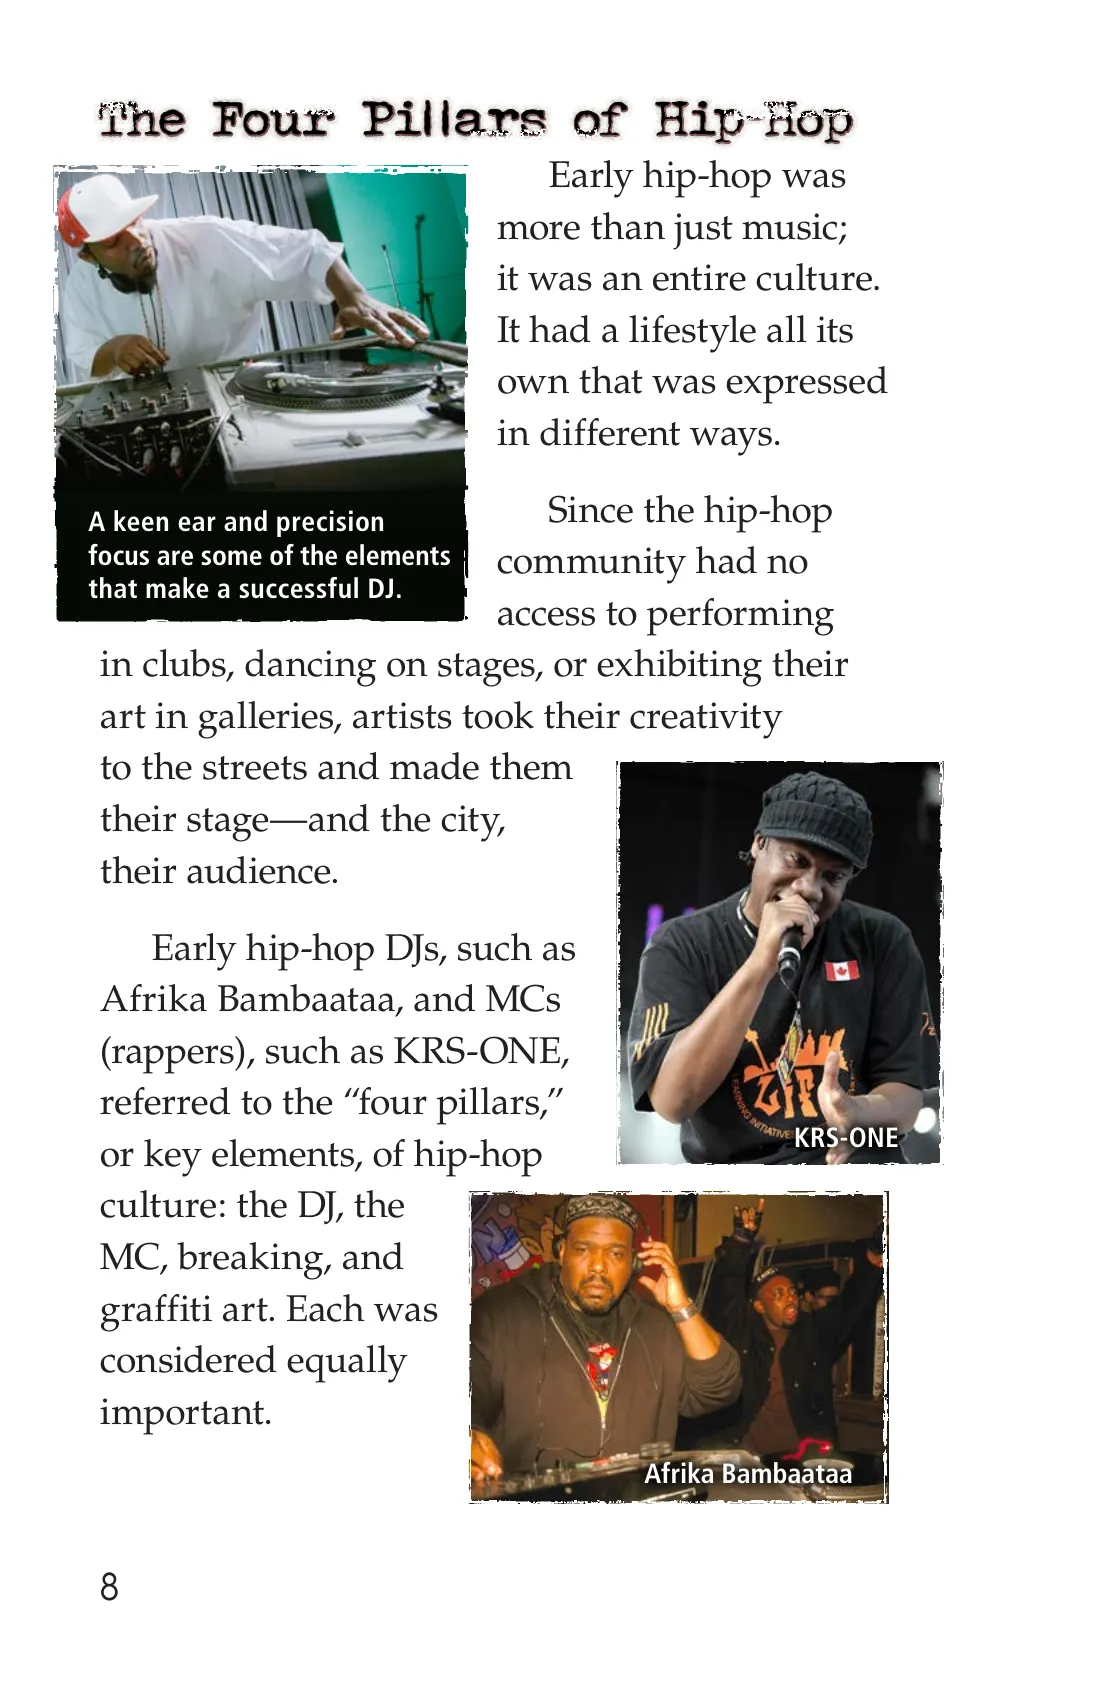 The Four Pillars of Hip-Hop
Early hip-hop was
more than just music;
it was an entire culture.
It had a lifestyle all its
own that was expressed
in different ways.
A keen ear and precision
focus are some of the elements
that make a successful DJ.
Since the hip-hop
community had no
access to performing
in clubs, dancing on stages, or exhibiting their
art in galleries, artists took their creativity
to the streets and made them
their stage—and the city,
their audience.
Early hip-hop DJs, such as
Afrika Bambaataa, and MCs
(rappers), such as KRS-ONE,
referred to the “four pillars,”
or key elements, of hip-hop
culture: the DJ, the
MC, breaking, and
graffiti art. Each was
considered equally
important.
KRS-ONE
Afrika Bambaataa
8